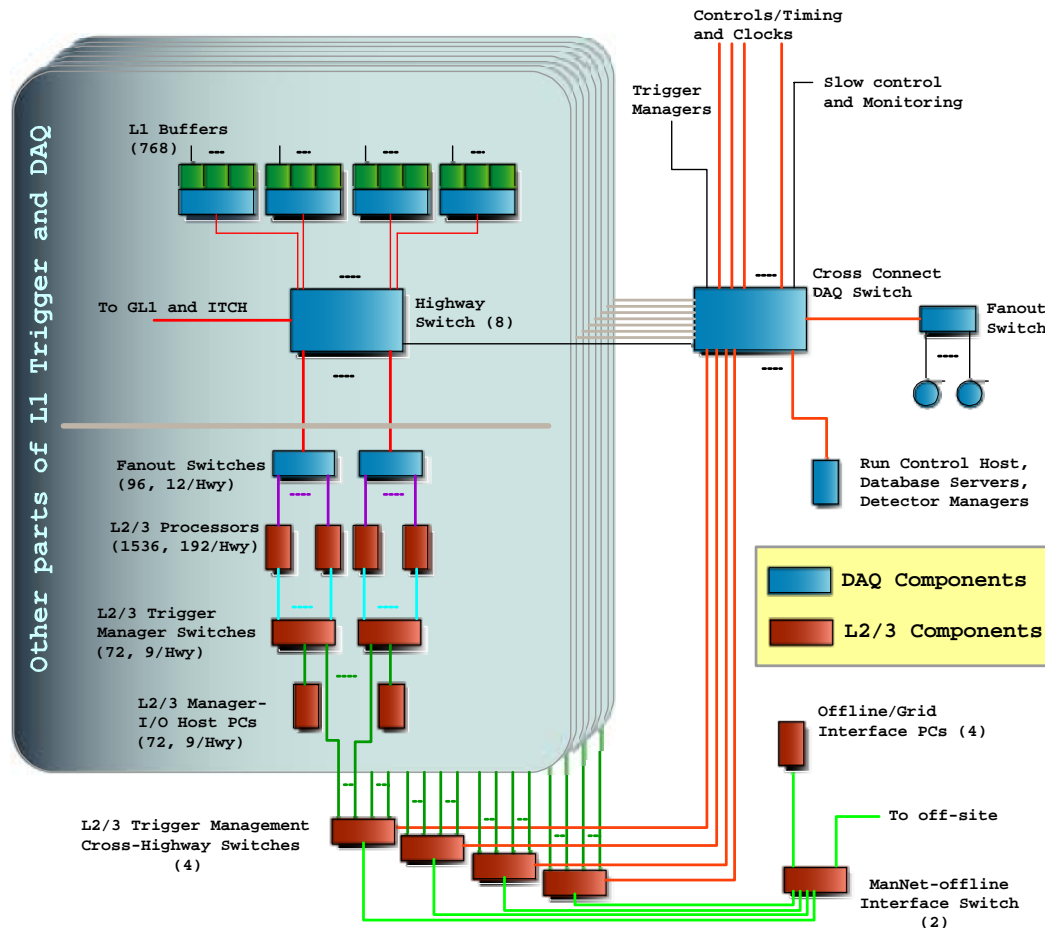 Controls/Timing
and Clocks
Trigger
Managers
Slow control
and Monitoring
Other parts of L1 Trigger and DAQ
L1 Buffers
(768)
To GL1 and ITCH
Highway
Switch (8)
Cross Connect
DAQ Switch
Fanout
Switch
Fanout Switches
(96, 12/Hwy)
Run Control Host,
Database Servers,
Detector Managers
L2/3 Processors
(1536, 192/Hwy)
DAQ Components
L2/3 Components
L2/3 Trigger
Manager Switches
(72, 9/Hwy)
L2/3 Manager-
I/O Host PCs
(72, 9/Hwy)
Offline/Grid
Interface PCs (4)
To off-site
L2/3 Trigger Management
Cross-Highway Switches
(4)
ManNet-offline
Interface Switch
(2)